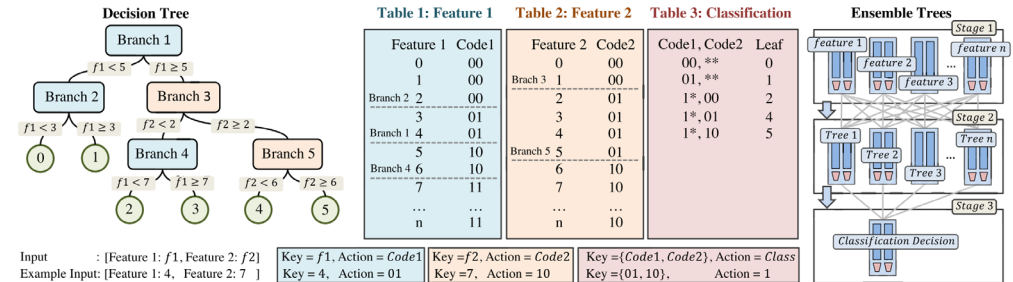 Decision Tree
Branch 1
f1 < 5
f1 ≥ 5
Branch 2
Branch 3
f1 < 3
f1 ≥ 3
f2 < 2
f2 ≥ 2
0
1
Branch 4
Branch 5
f1 < 7
f1 ≥ 7
f2 < 6
f2 ≥ 6
2
3
4
5
Table 1: Feature 1
Feature 1 Code1
0 00
1 00
Branch 2 2 00
3 01
Branch 1 4 01
5 10
Branch 4 6 10
7 11
... ...
n 11
Table 2: Feature 2
Feature 2 Code2
0 00
Brach 3 1 00
2 01
3 01
4 01
Branch 5 5 01
6 10
7 10
... ...
n 10
Table 3: Classification
Code1, Code2 Leaf
00, ** 0
01, ** 1
1*, 00 2
1*, 01 4
1*, 10 5
Ensemble Trees
Stage 1
feature 1
feature 2
feature 3
...
feature n
Stage 2
Tree 1
Tree 2
Tree 3
...
Tree n
Stage 3
Classification Decision
Input : [Feature 1: f1, Feature 2: f2]
Example Input: [Feature 1: 4, Feature 2: 7 ]
Key = f1, Action = Code1
Key = 4, Action = 01
Key =f2, Action = Code2
Key =7, Action = 10
Key ={Code1, Code2}, Action = Class
Key ={01, 10}, Action = 1